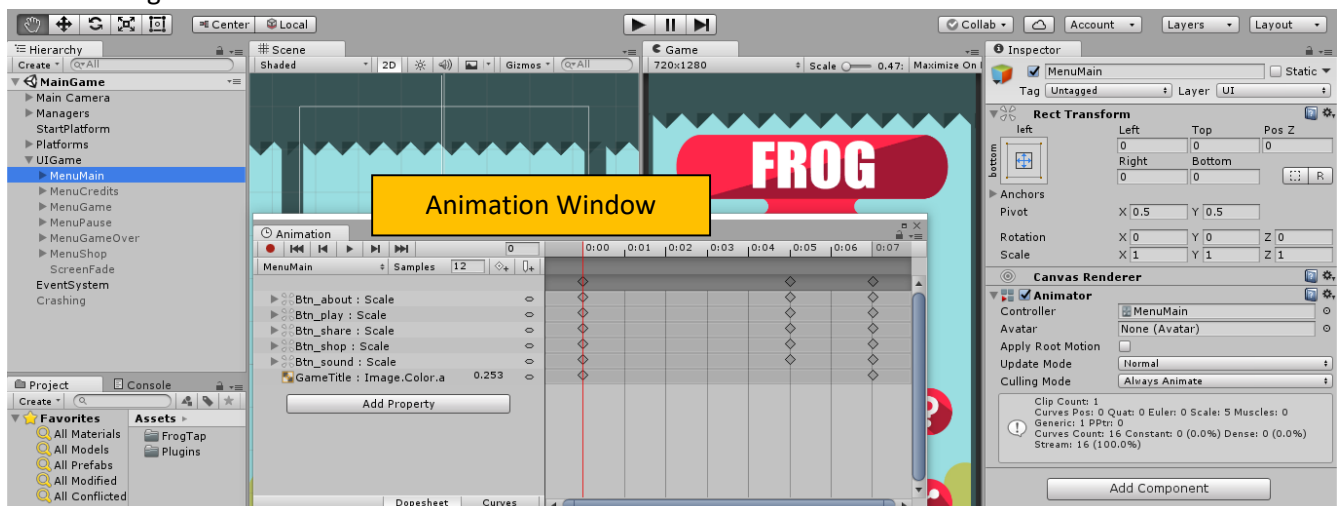 Center Local Collab Account Layers Layout
Hierarchy
Create All
MainGame
Main Camera
Managers
StartPlatform
Platforms
UIGame
MenuMain
MenuCredits
MenuGame
MenuPause
MenuGameOver
MenuShop
ScreenFade
EventSystem
Crashing
Project Console
Create
Favorites
All Materials
All Models
All Prefabs
All Modified
All Conflicted
Assets
FrogTap
Plugins
Scene
Shaded 2D Gizmos All
Game
720x1280 Scale 0.47: Maximize On
FROG
Animation Window
Animation
0 0:00 0:01 0:02 0:03 0:04 0:05 0:06 0:07
MenuMain Samples 12
Btn_about : Scale
Btn_play : Scale
Btn_share : Scale
Btn_shop : Scale
Btn_sound : Scale
GameTitle : Image.Color.a 0.253
Add Property
Dopesheet Curves
Inspector
MenuMain Static
Tag Untagged Layer UI
Rect Transform
left Left Top Pos Z
bottom 0 0 0
Right Bottom
0 0 R
Anchors
Pivot X 0.5 Y 0.5
Rotation X 0 Y 0 Z 0
Scale X 1 Y 1 Z 1
Canvas Renderer
Animator
Controller MenuMain
Avatar None (Avatar)
Apply Root Motion
Update Mode Normal
Culling Mode Always Animate
Clip Count: 1
Curves Pos: 0 Quat: 0 Euler: 0 Scale: 5 Muscles: 0
Generic: 1 PPtr: 0
Curves Count: 16 Constant: 0 (0.0%) Dense: 0 (0.0%)
Stream: 16 (100.0%)
Add Component